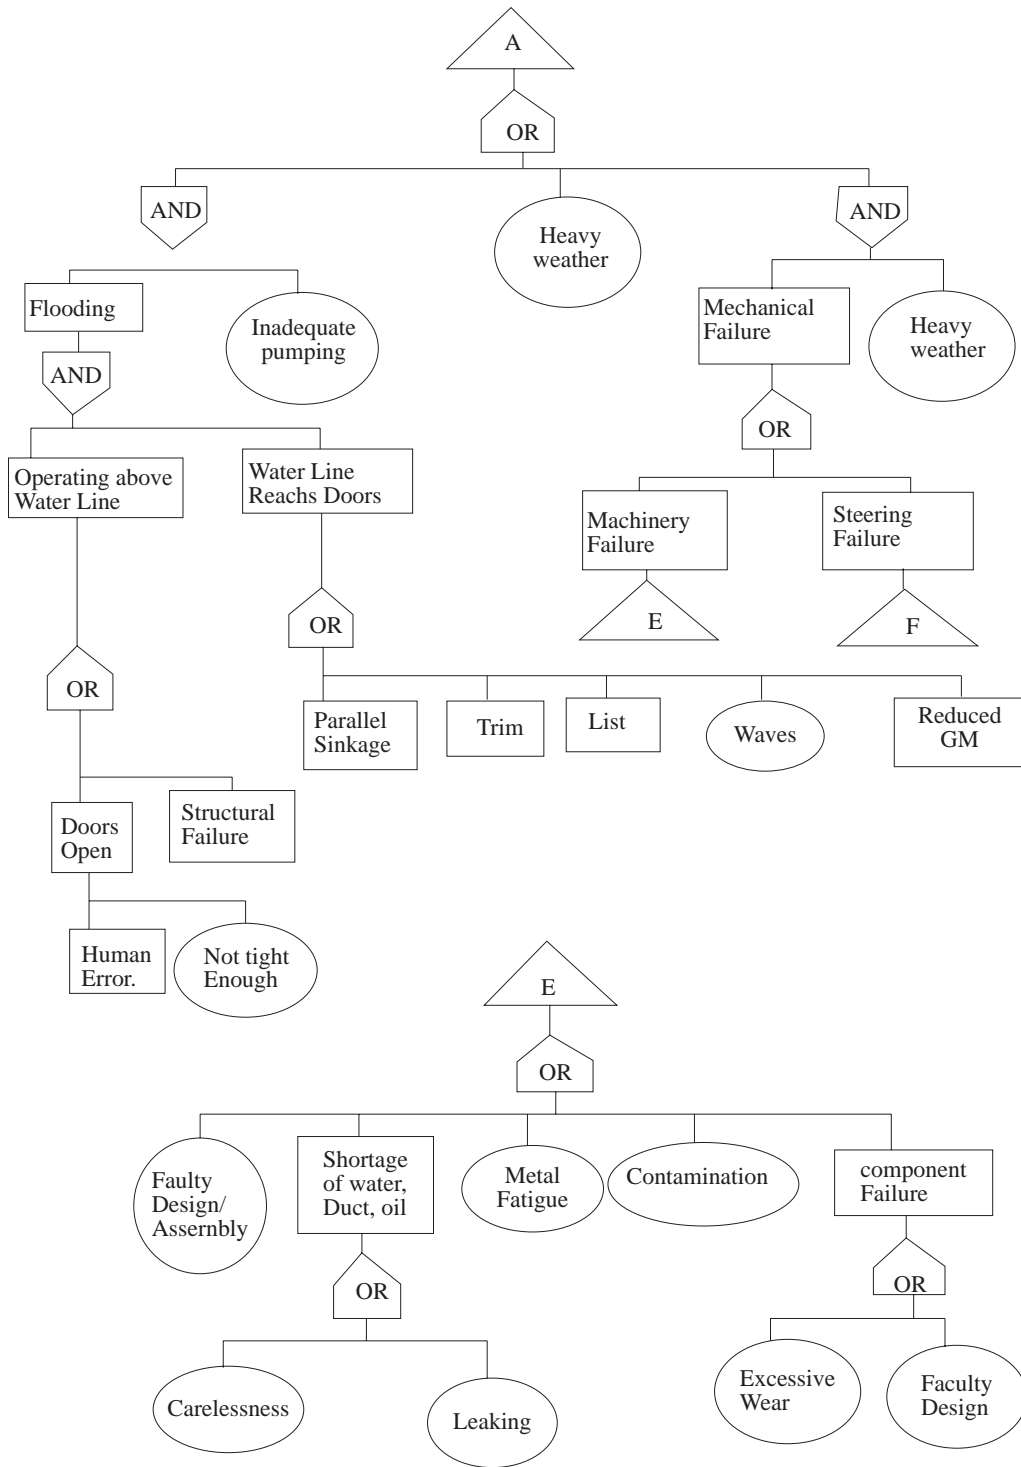 A
OR
AND
Heavy
weather
AND
Flooding
Inadequate
pumping
Mechanical
Failure
Heavy
weather
AND
OR
Operating above
Water Line
Water Line
Reachs Doors
Machinery
Failure
Steering
Failure
OR
E
F
OR
Parallel
Sinkage
Trim
List
Waves
Reduced
GM
Doors
Open
Structural
Failure
Human
Error.
Not tight
Enough
E
OR
Faulty
Design/
Assernbly
Shortage
of water,
Duct, oil
Metal
Fatigue
Contamination
component
Failure
OR
OR
Carelessness
Leaking
Excessive
Wear
Faculty
Design